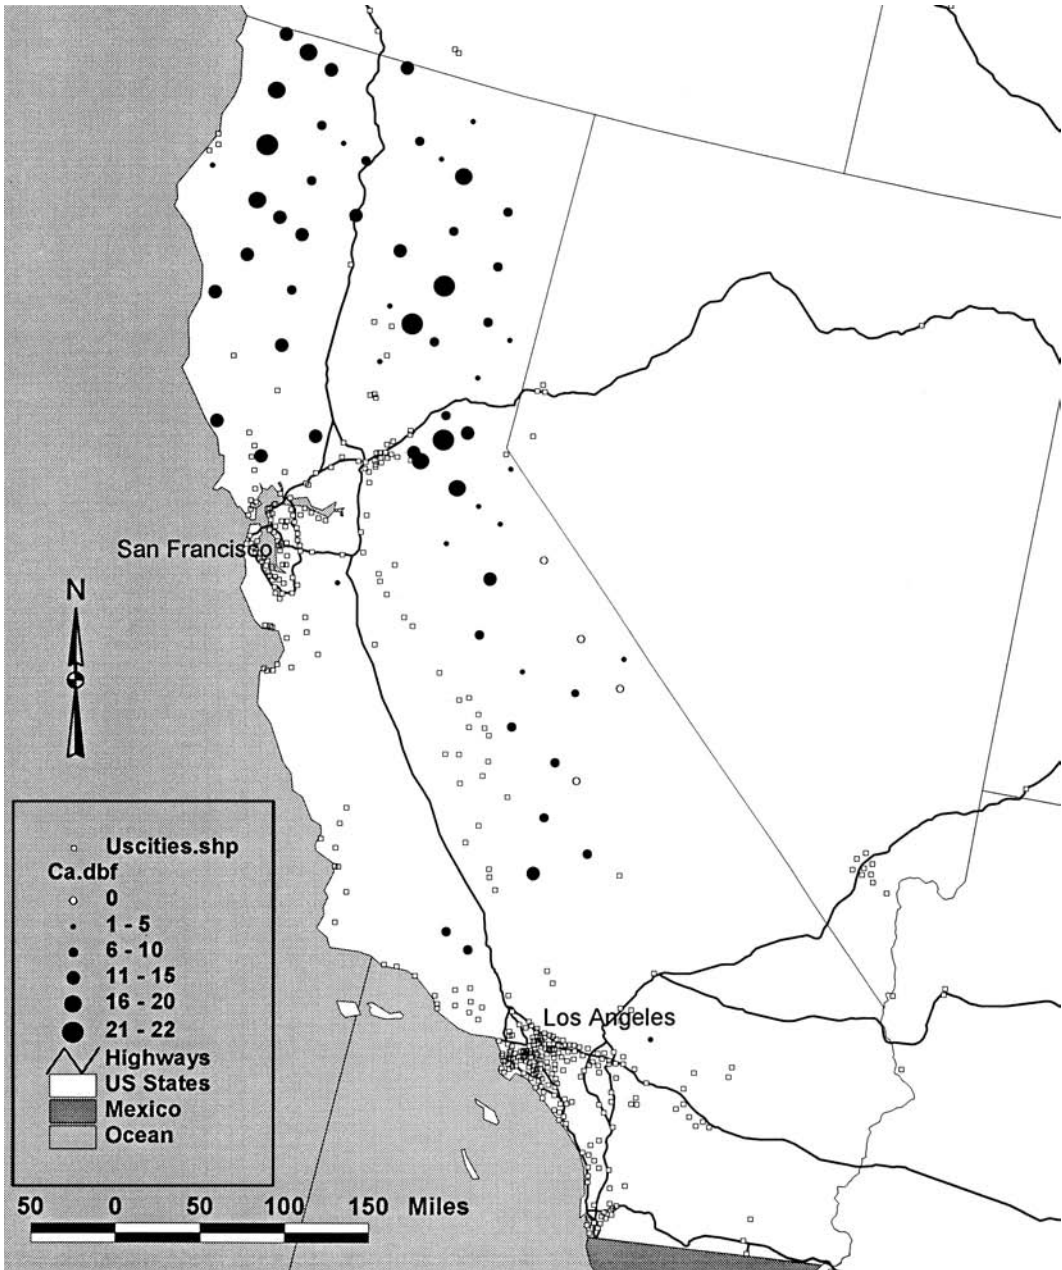 San Francisco
N
Uscities.shp
Ca.dbf
0
1 - 5
6 - 10
11 - 15
16 - 20
21 - 22
Highways
US States
Mexico
Ocean
Los Angeles
50 0 50 100 150 Miles